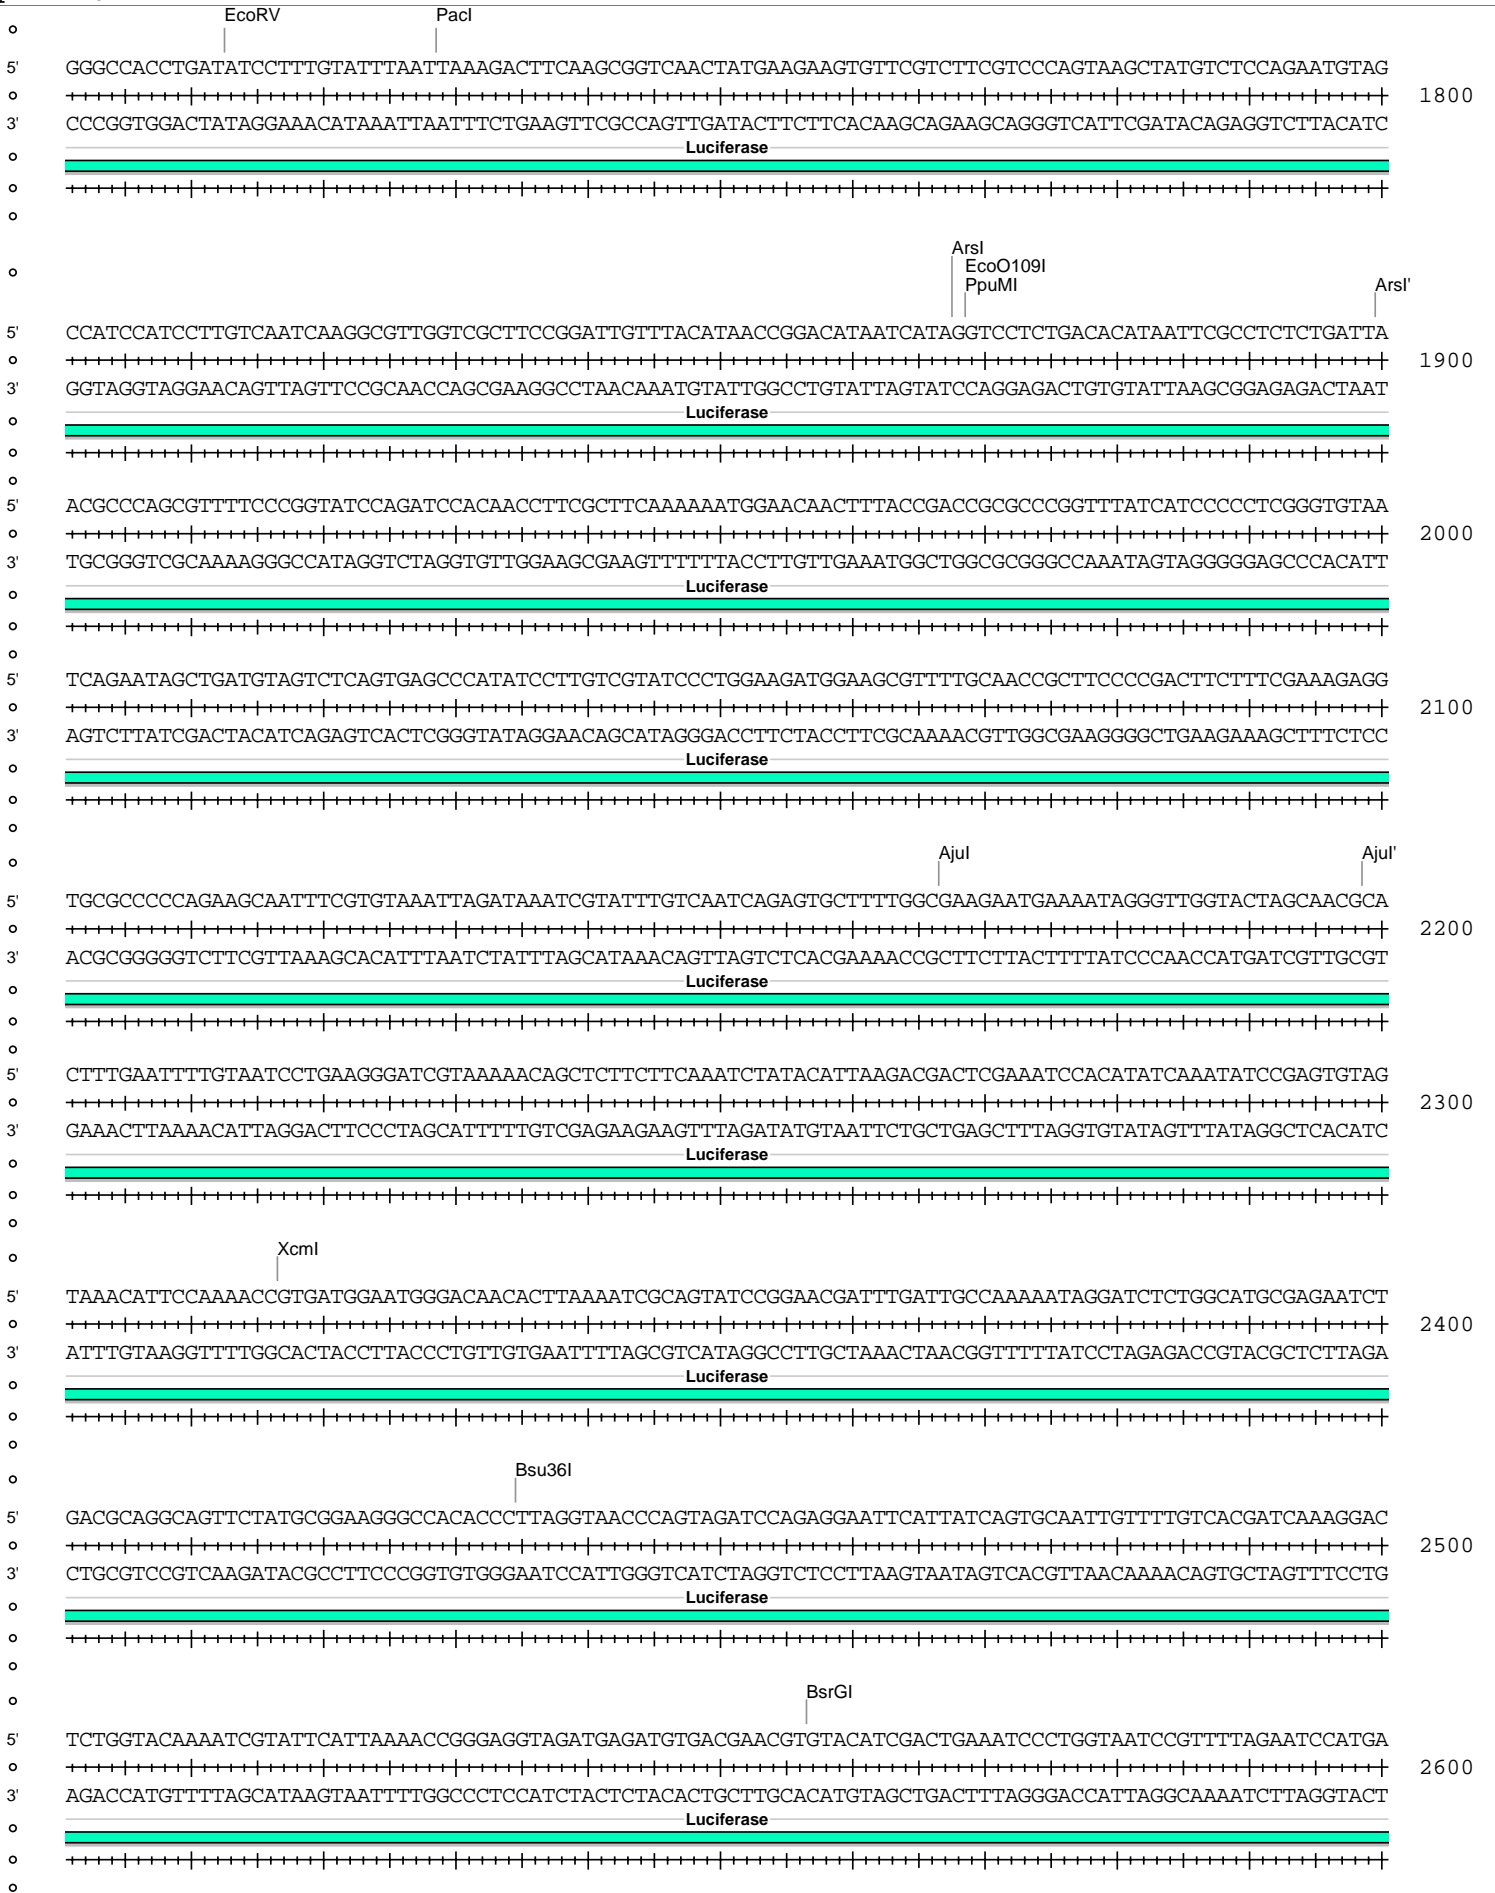 EcoRV PacI
5' GGGCCACCTGATATCCTTTGTATTTAATTAAAGACTTCAAGCGGTCAACTATGAAGAAGTGTTCGTCTTCGTCCCAGTAAGCTATGTCTCCAGAATGTAG
1800
3' CCCGGTGGACTATAGGAAACATAAATTAATTTCTGAAGTTCGCCAGTTGATACTTCTTCACAAGCAGAAGCAGGGTCATTCGATACAGAGGTCTTACATC
Luciferase
ArsI
EcoO109I
PpuMI ArsI'
5' CCATCCATCCTTGTCAATCAAGGCGTTGGTCGCTTCCGGATTGTTTACATAACCGGACATAATCATAGGTCCTCTGACACATAATTCGCCTCTCTGATTA
1900
3' GGTAGGTAGGAACAGTTAGTTCCGCAACCAGCGAAGGCCTAACAAATGTATTGGCCTGTATTAGTATCCAGGAGACTGTGTATTAAGCGGAGAGACTAAT
Luciferase
5' ACGCCCAGCGTTTTCCCGGTATCCAGATCCACAACCTTCGCTTCAAAAAATGGAACAACTTTACCGACCGCGCCCGGTTTATCATCCCCCTCGGGTGTAA
2000
3' TGCGGGTCGCAAAAGGGCCATAGGTCTAGGTGTTGGAAGCGAAGTTTTTTACCTTGTTGAAATGGCTGGCGCGGGCCAAATAGTAGGGGGAGCCCACATT
Luciferase
5' TCAGAATAGCTGATGTAGTCTCAGTGAGCCCATATCCTTGTCGTATCCCTGGAAGATGGAAGCGTTTTGCAACCGCTTCCCCGACTTCTTTCGAAAGAGG
2100
3' AGTCTTATCGACTACATCAGAGTCACTCGGGTATAGGAACAGCATAGGGACCTTCTACCTTCGCAAAACGTTGGCGAAGGGGCTGAAGAAAGCTTTCTCC
Luciferase
AjuI AjuI'
5' TGCGCCCCCAGAAGCAATTTCGTGTAAATTAGATAAATCGTATTTGTCAATCAGAGTGCTTTTGGCGAAGAATGAAAATAGGGTTGGTACTAGCAACGCA
2200
3' ACGCGGGGGTCTTCGTTAAAGCACATTTAATCTATTTAGCATAAACAGTTAGTCTCACGAAAACCGCTTCTTACTTTTATCCCAACCATGATCGTTGCGT
Luciferase
5' CTTTGAATTTTGTAATCCTGAAGGGATCGTAAAAACAGCTCTTCTTCAAATCTATACATTAAGACGACTCGAAATCCACATATCAAATATCCGAGTGTAG
2300
3' GAAACTTAAAACATTAGGACTTCCCTAGCATTTTTGTCGAGAAGAAGTTTAGATATGTAATTCTGCTGAGCTTTAGGTGTATAGTTTATAGGCTCACATC
Luciferase
XcmI
5' TAAACATTCCAAAACCGTGATGGAATGGGACAACACTTAAAATCGCAGTATCCGGAACGATTTGATTGCCAAAAATAGGATCTCTGGCATGCGAGAATCT
2400
3' ATTTGTAAGGTTTTGGCACTACCTTACCCTGTTGTGAATTTTAGCGTCATAGGCCTTGCTAAACTAACGGTTTTTATCCTAGAGACCGTACGCTCTTAGA
Luciferase
Bsu36I
5' GACGCAGGCAGTTCTATGCGGAAGGGCCACACCCTTAGGTAACCCAGTAGATCCAGAGGAATTCATTATCAGTGCAATTGTTTTGTCACGATCAAAGGAC
2500
3' CTGCGTCCGTCAAGATACGCCTTCCCGGTGTGGGAATCCATTGGGTCATCTAGGTCTCCTTAAGTAATAGTCACGTTAACAAAACAGTGCTAGTTTCCTG
Luciferase
BsrGI
5' TCTGGTACAAAATCGTATTCATTAAAACCGGGAGGTAGATGAGATGTGACGAACGTGTACATCGACTGAAATCCCTGGTAATCCGTTTTAGAATCCATGA
2600
3' AGACCATGTTTTAGCATAAGTAATTTTGGCCCTCCATCTACTCTACACTGCTTGCACATGTAGCTGACTTTAGGGACCATTAGGCAAAATCTTAGGTACT
Luciferase